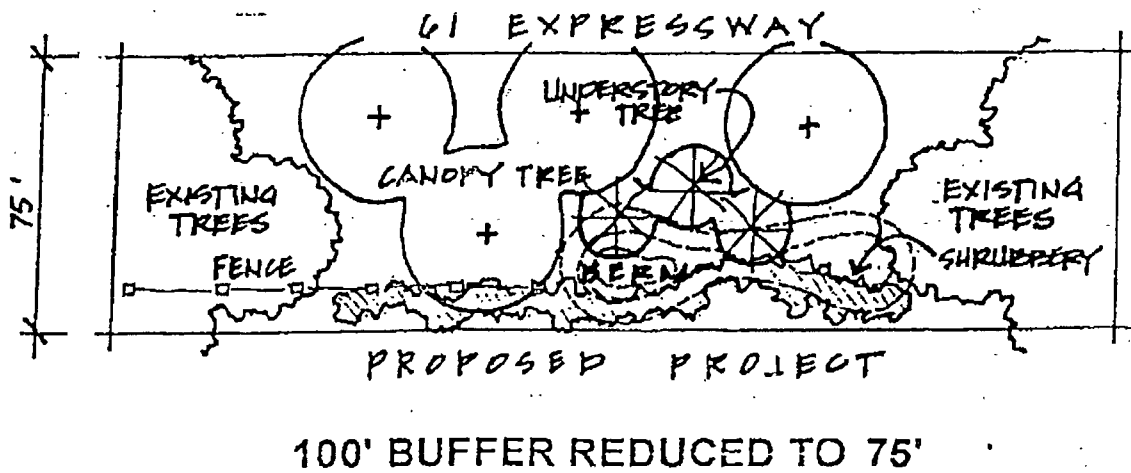 61 EXPRESSWAY
UNDERSTORY
TREE
CANOPY TREE
EXISTING
TREES
EXISTING
TREES
75'
FENCE
BERM
SHRUBBERY
PROPOSED PROJECT
100' BUFFER REDUCED TO 75'